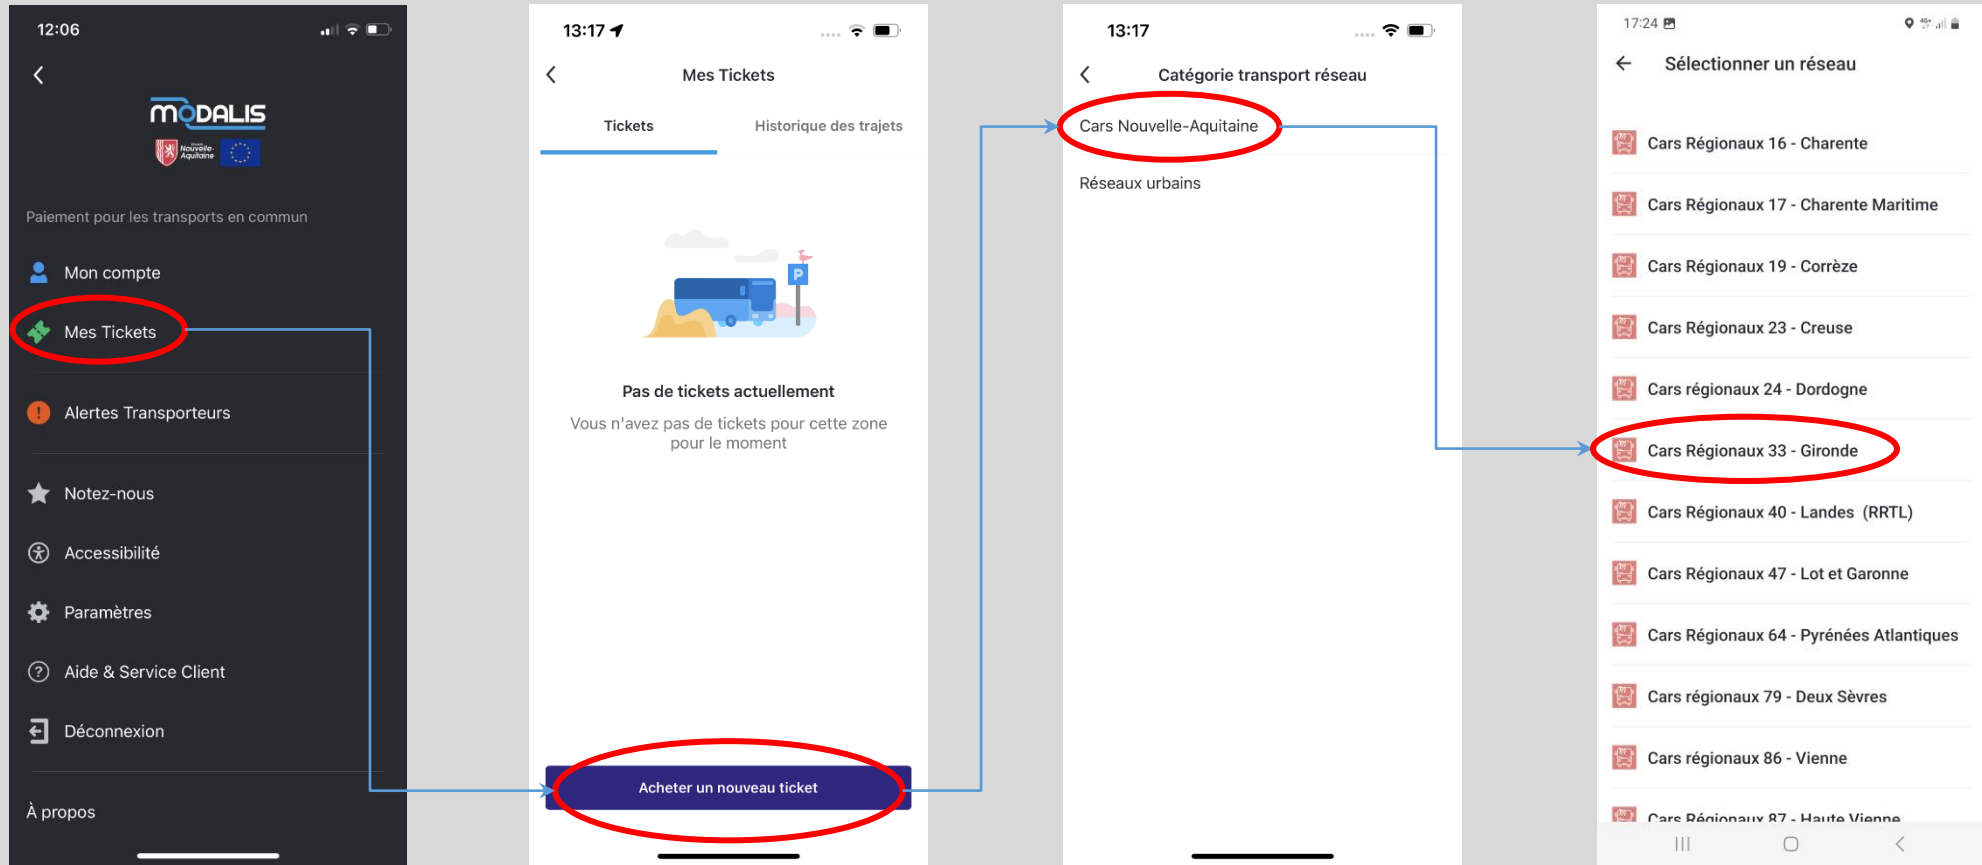 12:06
MODALIS
Nouvelle-
Aquitaine
Paiement pour les transports en commun
Mon compte
Mes Tickets
Alertes Transporteurs
Notez-nous
Accessibilité
Paramètres
Aide & Service Client
Déconnexion
À propos
13:17
Mes Tickets
Tickets
Historique des trajets
P
Pas de tickets actuellement
Vous n'avez pas de tickets pour cette zone
pour le moment
Acheter un nouveau ticket
13:17
Catégorie transport réseau
Cars Nouvelle-Aquitaine
Réseaux urbains
17:24
Sélectionner un réseau
Cars Régionaux 16 - Charente
Cars Régionaux 17 - Charente Maritime
Cars Régionaux 19 - Corrèze
Cars Régionaux 23 - Creuse
Cars régionaux 24 - Dordogne
Cars Régionaux 33 - Gironde
Cars Régionaux 40 - Landes (RRTL)
Cars Régionaux 47 - Lot et Garonne
Cars Régionaux 64 - Pyrénées Atlantiques
Cars régionaux 79 - Deux Sèvres
Cars régionaux 86 - Vienne
Cars Régionaux 87 - Haute Vienne